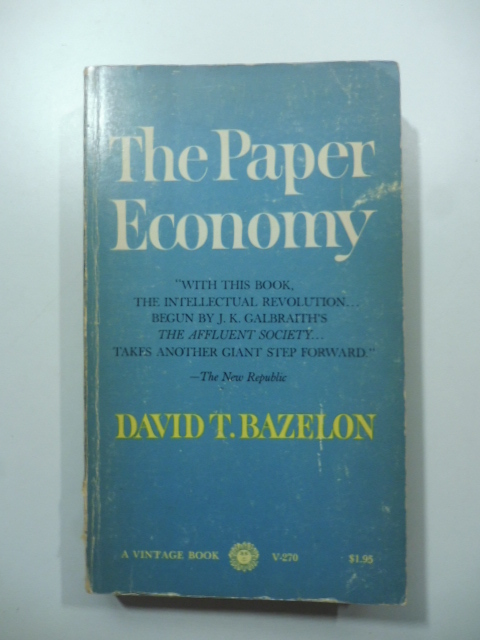 The Paper
Economy
"WITH THIS BOOK,
THE INTELLECTUAL REVOLUTION...
BEGUN BY J. K. GALBRAITH'S
THE AFFLUENT SOCIETY...
TAKES ANOTHER GIANT STEP FORWARD."
—The New Republic
DAVID T. BAZELON
A VINTAGE BOOK V-270 $1.95